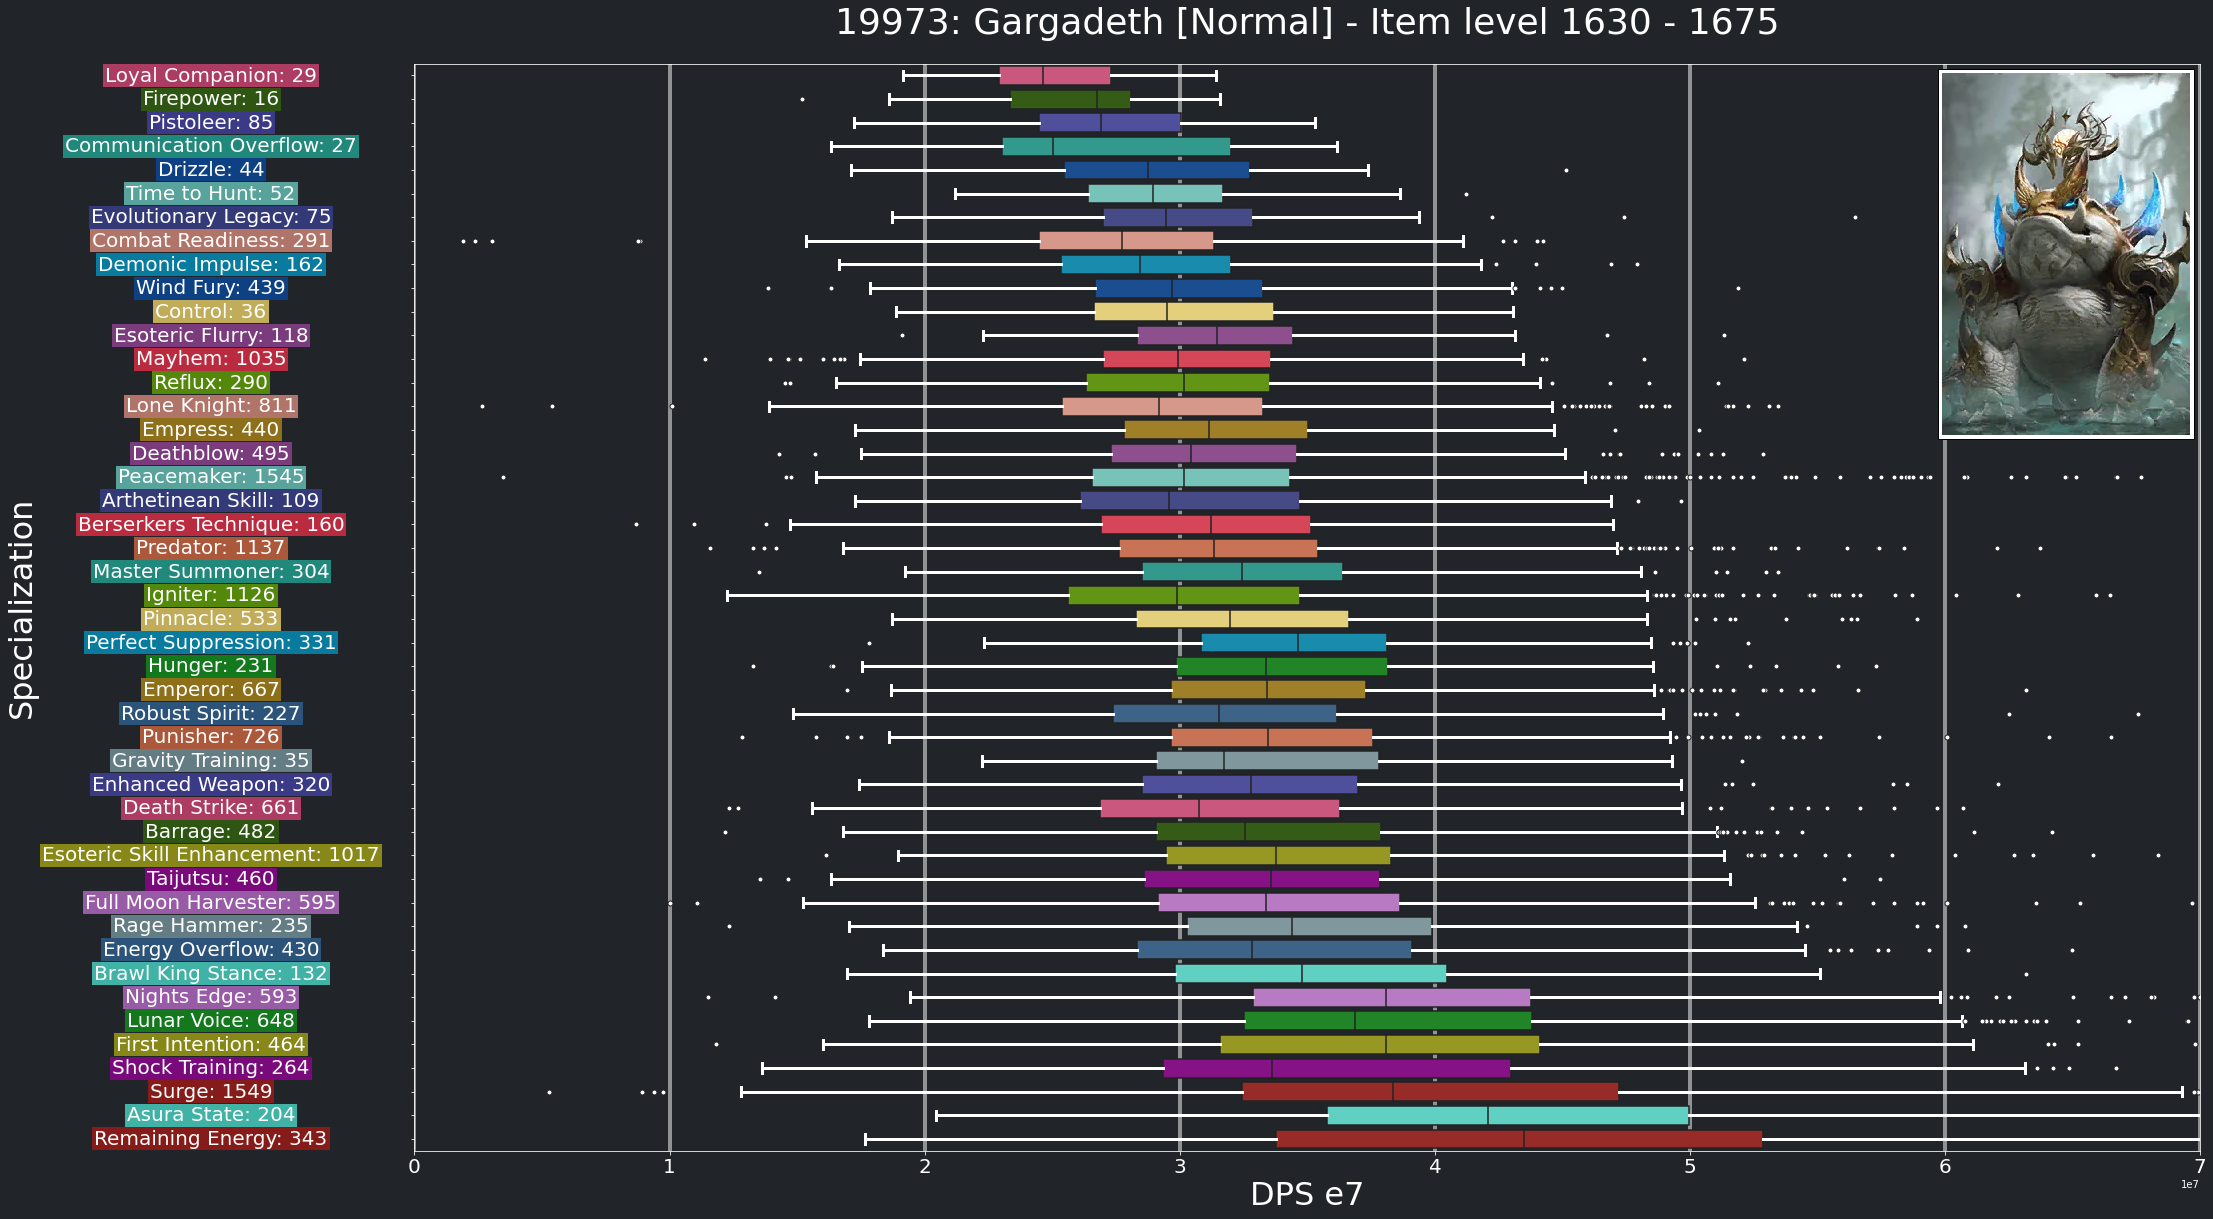 19973: Gargadeth [Normal] - Item level 1630 - 1675
Loyal Companion: 29
Firepower: 16
Pistoleer: 85
Communication Overflow: 27
Drizzle: 44
Time to Hunt: 52
Evolutionary Legacy: 75
Combat Readiness: 291
Demonic Impulse: 162
Wind Fury: 439
Control: 36
Esoteric Flurry: 118
Mayhem: 1035
Reflux: 290
Lone Knight: 811
Empress: 440
Deathblow: 495
Peacemaker: 1545
Arthetinean Skill: 109
Berserkers Technique: 160
Predator: 1137
Master Summoner: 304
Igniter: 1126
Pinnacle: 533
Perfect Suppression: 331
Hunger: 231
Emperor: 667
Robust Spirit: 227
Punisher: 726
Gravity Training: 35
Enhanced Weapon: 320
Death Strike: 661
Barrage: 482
Esoteric Skill Enhancement: 1017
Taijutsu: 460
Full Moon Harvester: 595
Rage Hammer: 235
Energy Overflow: 430
Brawl King Stance: 132
Nights Edge: 593
Lunar Voice: 648
First Intention: 464
Shock Training: 264
Surge: 1549
Asura State: 204
Remaining Energy: 343
Specialization
0 1 2 3 4 5 6 7
1e7
DPS e7